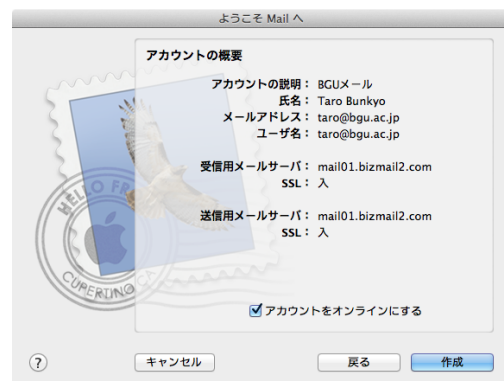 ようこそ Mail へ
アカウントの概要
アカウントの説明： BGUメール
氏名： Taro Bunkyo
メールアドレス： taro@bgu.ac.jp
ユーザ名： taro@bgu.ac.jp
受信用メールサーバ： mail01.bizmail2.com
SSL： 入
送信用メールサーバ： mail01.bizmail2.com
SSL： 入
HELLO FR
CUPERTINO
CA
アカウントをオンラインにする
?
キャンセル
戻る
作成